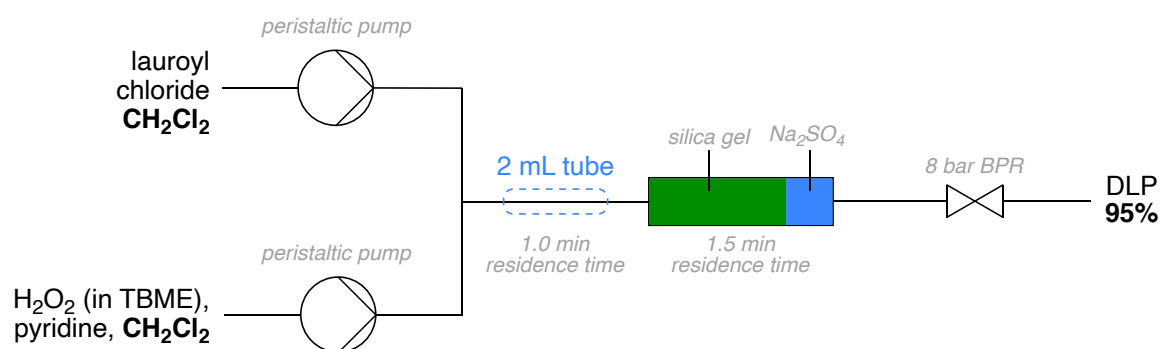 peristaltic pump
lauroyl
chloride
CH₂Cl₂
2 mL tube
1.0 min
residence time
silica gel
Na₂SO₄
1.5 min
residence time
8 bar BPR
DLP
95%
peristaltic pump
H₂O₂ (in TBME),
pyridine, CH₂Cl₂